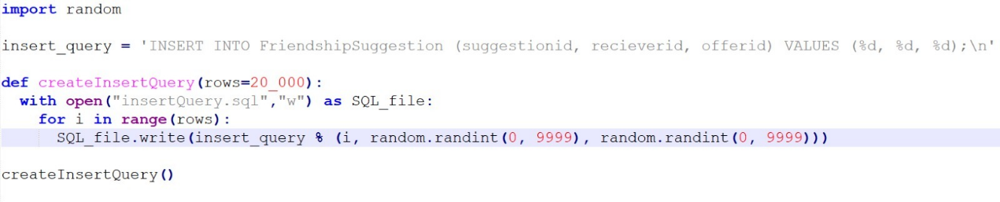 import random
insert_query = 'INSERT INTO FriendshipSuggestion (suggestionid, recieverid, offerid) VALUES (%d, %d, %d);\n'
def createInsertQuery(rows=20_000):
  with open("insertQuery.sql","w") as SQL_file:
    for i in range(rows):
      SQL_file.write(insert_query % (i, random.randint(0, 9999), random.randint(0, 9999)))
createInsertQuery()